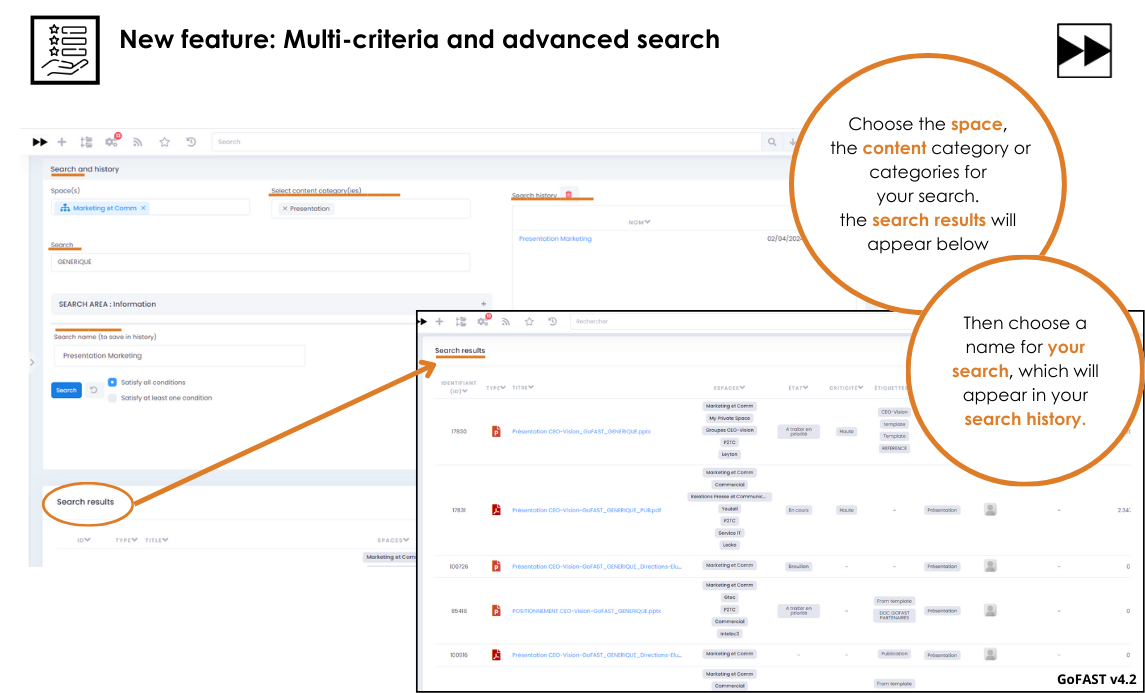 New feature: Multi-criteria and advanced search
Choose the space,
the content category or
categories for
your search.
the search results will
appear below
Then choose a
name for your
search, which will
appear in your
search history.
Search
Search and history
Space(s)
Marketing et Comm ×
Select content category(ies)
× Presentation
Search history
NOM
Presentation Marketing
02/04/202
Search
GENERIQUE
SEARCH AREA : Information
+
Search name (to save in history)
Presentation Marketing
Search
Satisfy all conditions
Satisfy at least one condition
Search results
ID TYPE TITLE SPACES
Marketing et Com
Rechercher
Search results
IDENTIFIANT (ID) TYPE TITRE ESPACES ÉTAT CRITICITÉ ÉTIQUETTE
17830
Présentation CEO-Vision_GoFAST_GENERIQUE.pptx
Marketing et Comm
My Private Space
Groupes CEO-Vision
P2TC
Leyton
A traiter en priorité
Haute
CEO-Vision
template
Template
REFERENCE
17831
Présentation CEO-Vision-GoFAST_GENERIQUE_PUB.pdf
Marketing et Comm
Commercial
Relations Presse et Communic...
Youdell
P2TC
Service IT
Lecko
En cours
Haute
-
Présentation
-
2.34
100726
Présentation CEO-Vision-GoFAST_GENERIQUE_Directions-Elu...
Marketing et Comm
Brouillon
-
-
Présentation
-
0
85418
POSITIONNEMENT CEO-Vision-GoFAST_GENERIQUE.pptx
Marketing et Comm
Gtec
P2TC
Commercial
Intelec3
A traiter en priorité
-
From template
DOC GOFAST PARTENAIRES
Présentation
-
0
100916
Présentation CEO-Vision-GoFAST_GENERIQUE_Directions-Elu...
Marketing et Comm
-
-
Publication
Présentation
-
0
Marketing et Comm
Commercial
From template
GoFAST v4.2